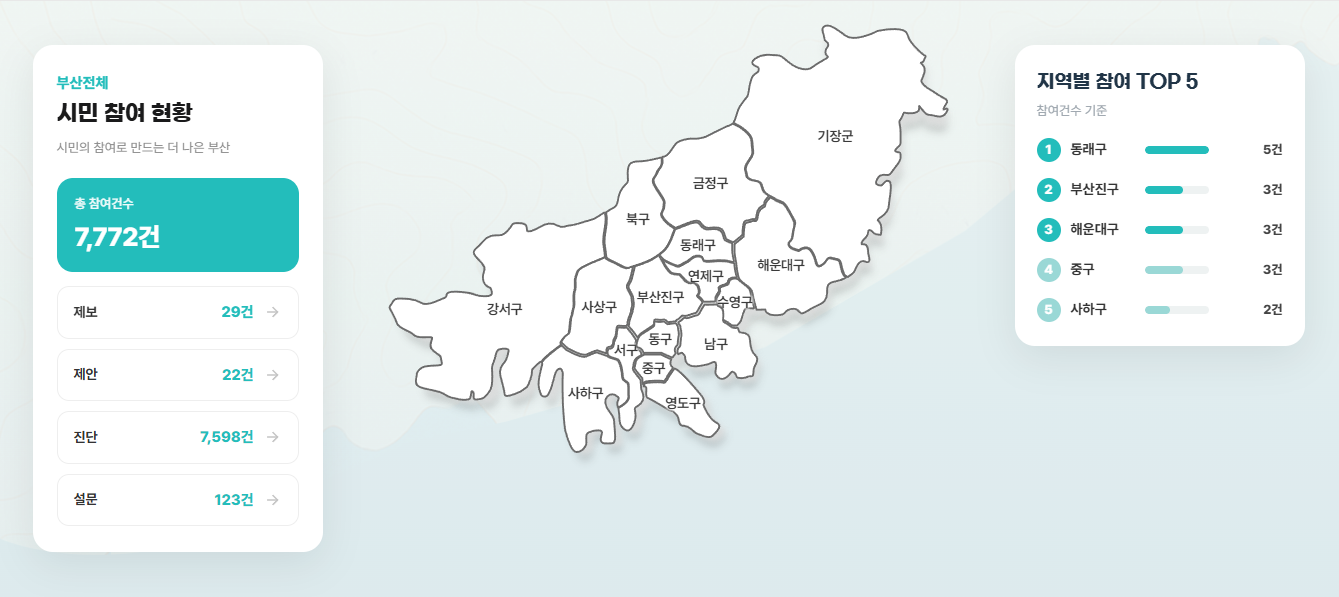 부산전체
시민 참여 현황
시민의 참여로 만드는 더 나은 부산
총 참여건수
7,772건
제보 29건 →
제안 22건 →
진단 7,598건 →
설문 123건 →
기장군
금정구
북구
동래구
해운대구
연제구
부산진구
수영구
강서구
사상구
동구
남구
서구
중구
사하구
영도구
지역별 참여 TOP 5
참여건수 기준
1 동래구 5건
2 부산진구 3건
3 해운대구 3건
4 중구 3건
5 사하구 2건